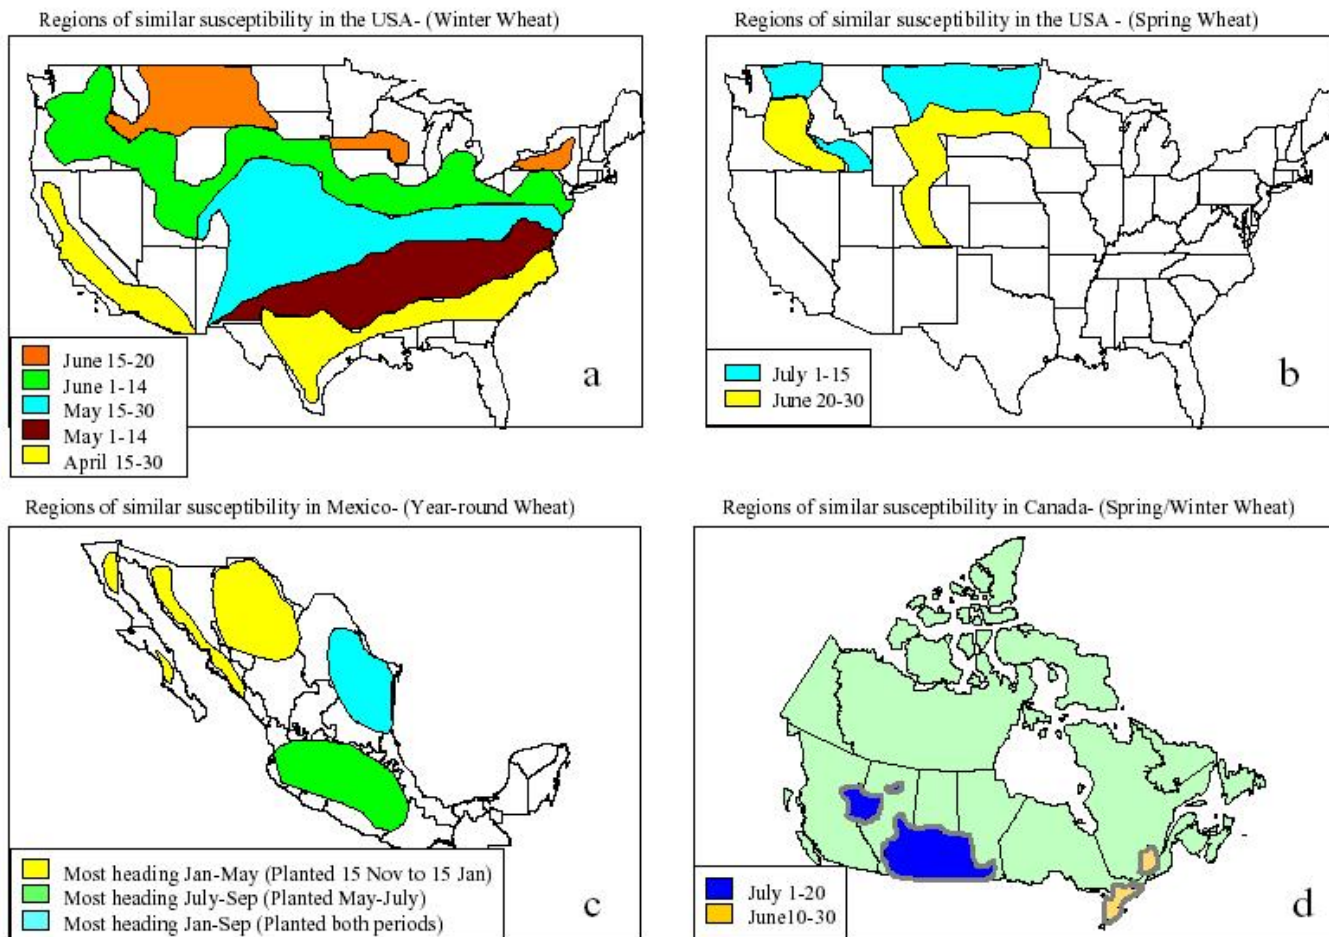 Regions of similar susceptibility in the USA- (Winter Wheat)
Regions of similar susceptibility in the USA - (Spring Wheat)
June 15-20
June 1-14
May 15-30
May 1-14
April 15-30
a
July 1-15
June 20-30
b
Regions of similar susceptibility in Mexico- (Year-round Wheat)
Regions of similar susceptibility in Canada- (Spring/Winter Wheat)
Most heading Jan-May (Planted 15 Nov to 15 Jan)
Most heading July-Sep (Planted May-July)
Most heading Jan-Sep (Planted both periods)
c
July 1-20
June10-30
d